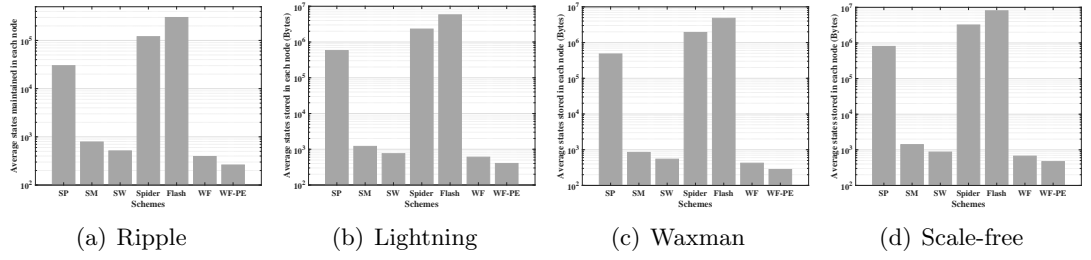 Average states maintained in each node
10^5
10^4
10^3
10^2
SP SM SW Spider Flash WF WF-PE
Schemes
(a) Ripple
Average states stored in each node (Bytes)
10^7
10^6
10^5
10^4
10^3
10^2
SP SM SW Spider Flash WF WF-PE
Schemes
(b) Lightning
Average states stored in each node (Bytes)
10^7
10^6
10^5
10^4
10^3
10^2
SP SM SW Spider Flash WF WF-PE
Schemes
(c) Waxman
Average states stored in each node (Bytes)
10^7
10^6
10^5
10^4
10^3
10^2
SP SM SW Spider Flash WF WF-PE
Schemes
(d) Scale-free